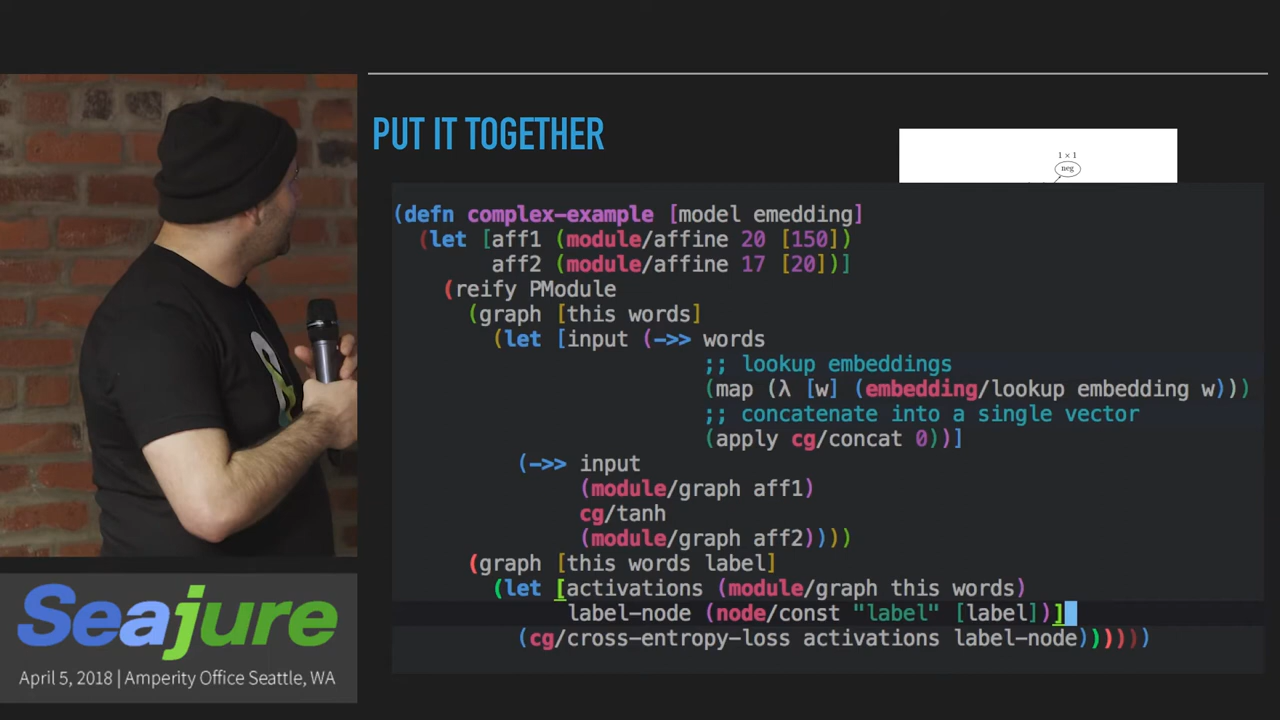 PUT IT TOGETHER
1 × 1
neg
(defn complex-example [model emedding]
(let [aff1 (module/affine 20 [150])
aff2 (module/affine 17 [20])]
(reify PModule
(graph [this words]
(let [input (->> words
;; lookup embeddings
(map (λ [w] (embedding/lookup embedding w)))
;; concatenate into a single vector
(apply cg/concat 0))]
(->> input
(module/graph aff1)
cg/tanh
(module/graph aff2))))
(graph [this words label]
(let [activations (module/graph this words)
label-node (node/const "label" [label])]
(cg/cross-entropy-loss activations label-node))))))
Seajure
April 5, 2018 | Amperity Office Seattle, WA